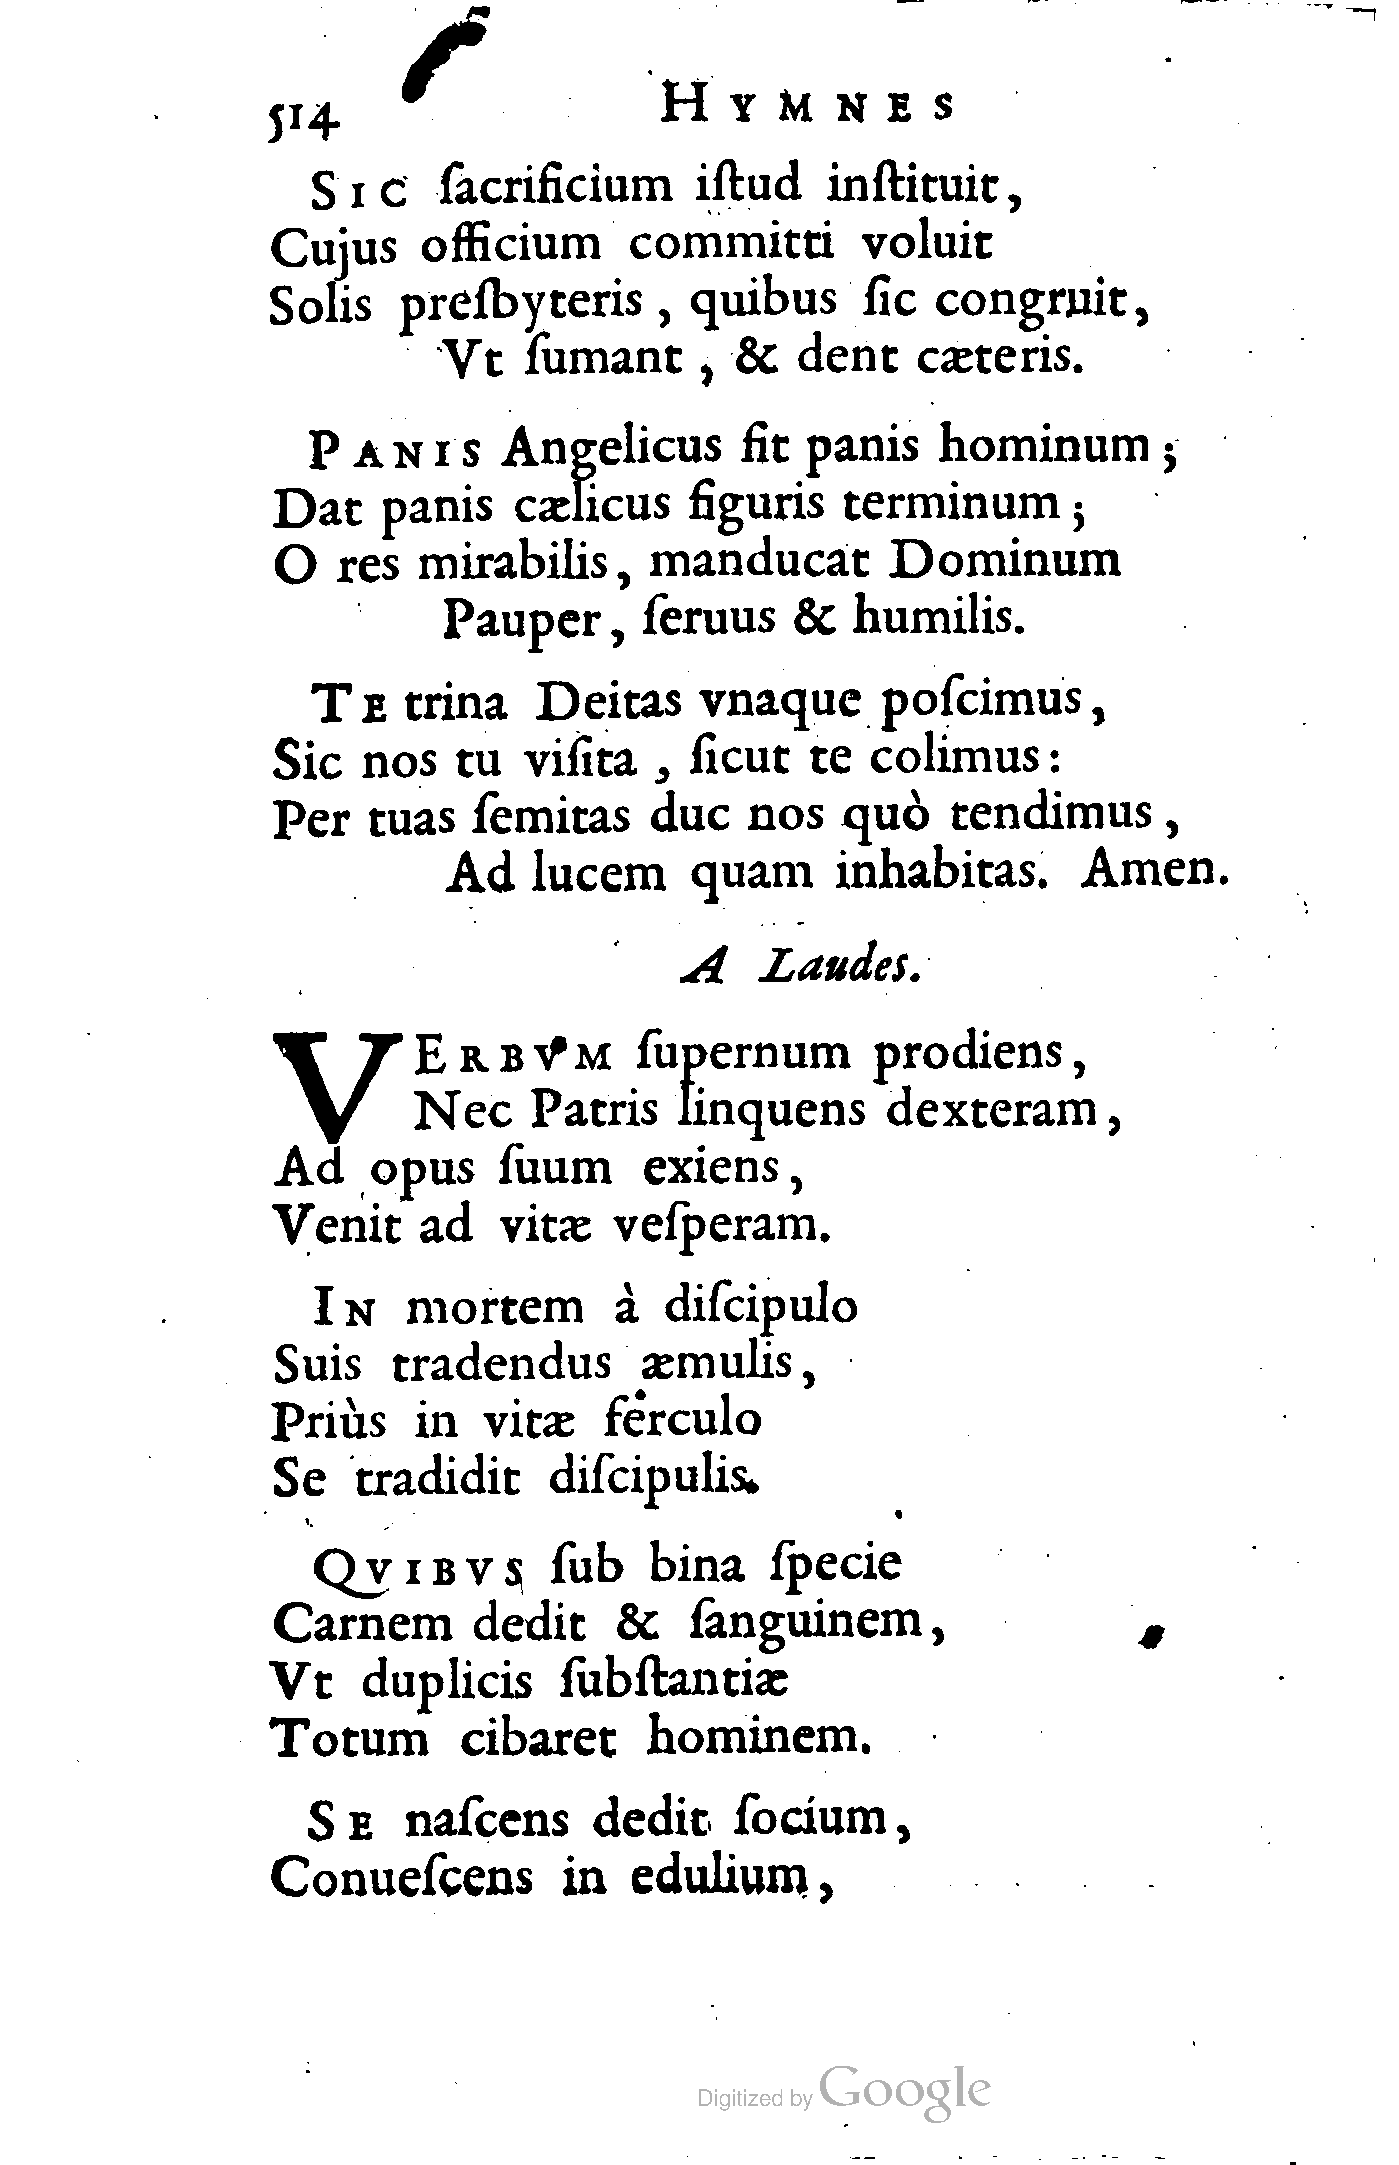 514 HYMNES
SIC ſacrificium iſtud inſtituit,
Cujus officium committi voluit
Solis preſbyteris, quibus ſic congruit,
Vt ſumant, & dent cæteris.
PANIS Angelicus fit panis hominum;
Dat panis cælicus figuris terminum;
O res mirabilis, manducat Dominum
Pauper, ſeruus & humilis.
TE trina Deitas vnaque poſcimus,
Sic nos tu viſita, ſicut te colimus:
Per tuas ſemitas duc nos quò tendimus,
Ad lucem quam inhabitas. Amen.
A Laudes.
VERBVM ſupernum prodiens,
Nec Patris linquens dexteram,
Ad opus ſuum exiens,
Venit ad vitæ veſperam.
IN mortem à diſcipulo
Suis tradendus æmulis,
Priùs in vitæ ferculo
Se tradidit diſcipulis.
QVIBVS ſub bina ſpecie
Carnem dedit & ſanguinem,
Vt duplicis ſubſtantiæ
Totum cibaret hominem.
SE naſcens dedit ſocium,
Conueſcens in edulium,
Digitized by Google